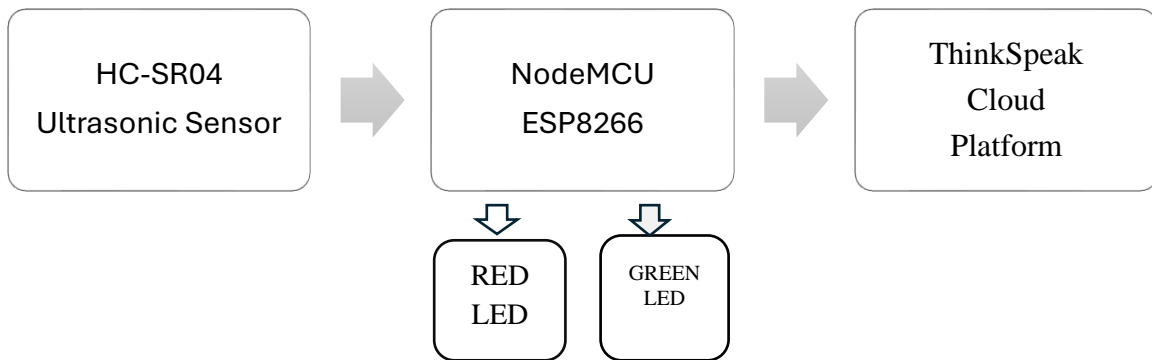 HC-SR04
Ultrasonic Sensor
NodeMCU
ESP8266
ThinkSpeak
Cloud
Platform
RED
LED
GREEN
LED